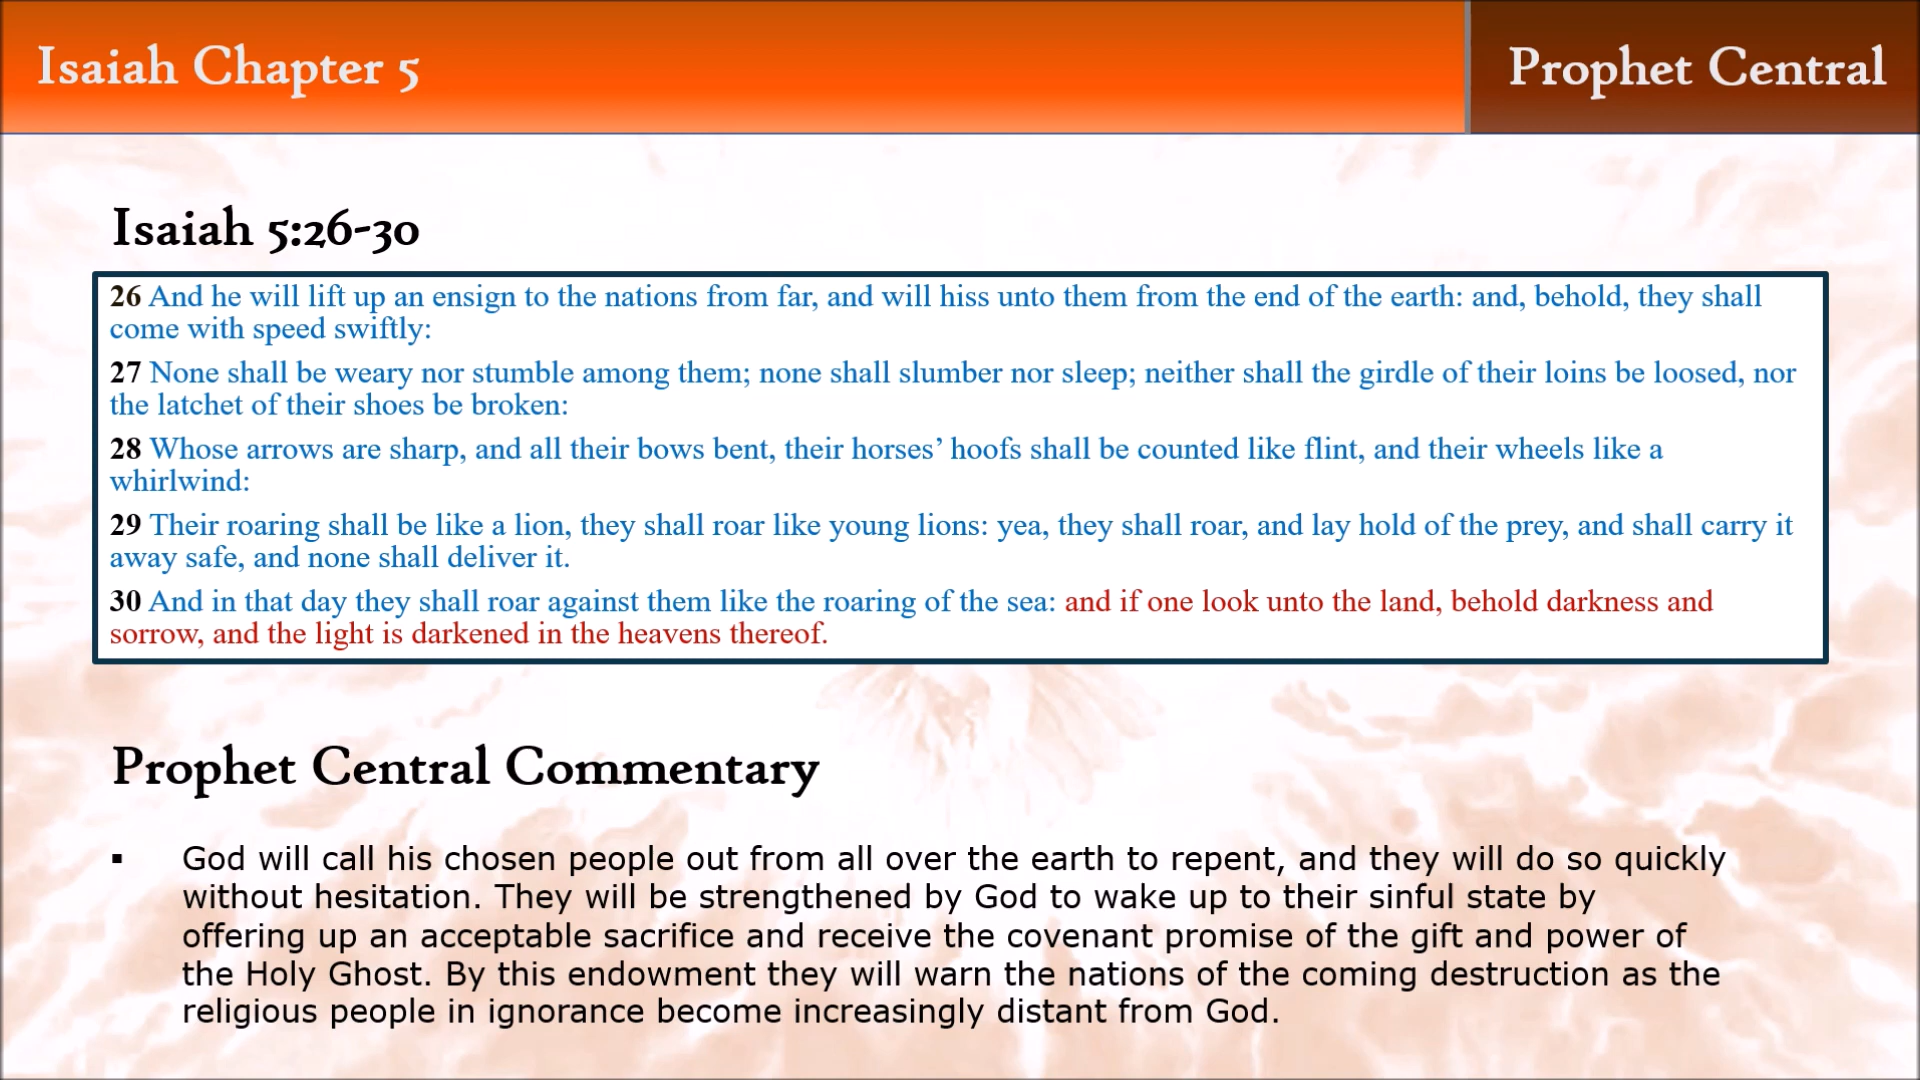 Isaiah Chapter 5
Prophet Central
Isaiah 5:26-30
26 And he will lift up an ensign to the nations from far, and will hiss unto them from the end of the earth: and, behold, they shall
come with speed swiftly:
27 None shall be weary nor stumble among them; none shall slumber nor sleep; neither shall the girdle of their loins be loosed, nor
the latchet of their shoes be broken:
28 Whose arrows are sharp, and all their bows bent, their horses’ hoofs shall be counted like flint, and their wheels like a
whirlwind:
29 Their roaring shall be like a lion, they shall roar like young lions: yea, they shall roar, and lay hold of the prey, and shall carry it
away safe, and none shall deliver it.
30 And in that day they shall roar against them like the roaring of the sea: and if one look unto the land, behold darkness and
sorrow, and the light is darkened in the heavens thereof.
Prophet Central Commentary
▪ God will call his chosen people out from all over the earth to repent, and they will do so quickly
without hesitation. They will be strengthened by God to wake up to their sinful state by
offering up an acceptable sacrifice and receive the covenant promise of the gift and power of
the Holy Ghost. By this endowment they will warn the nations of the coming destruction as the
religious people in ignorance become increasingly distant from God.